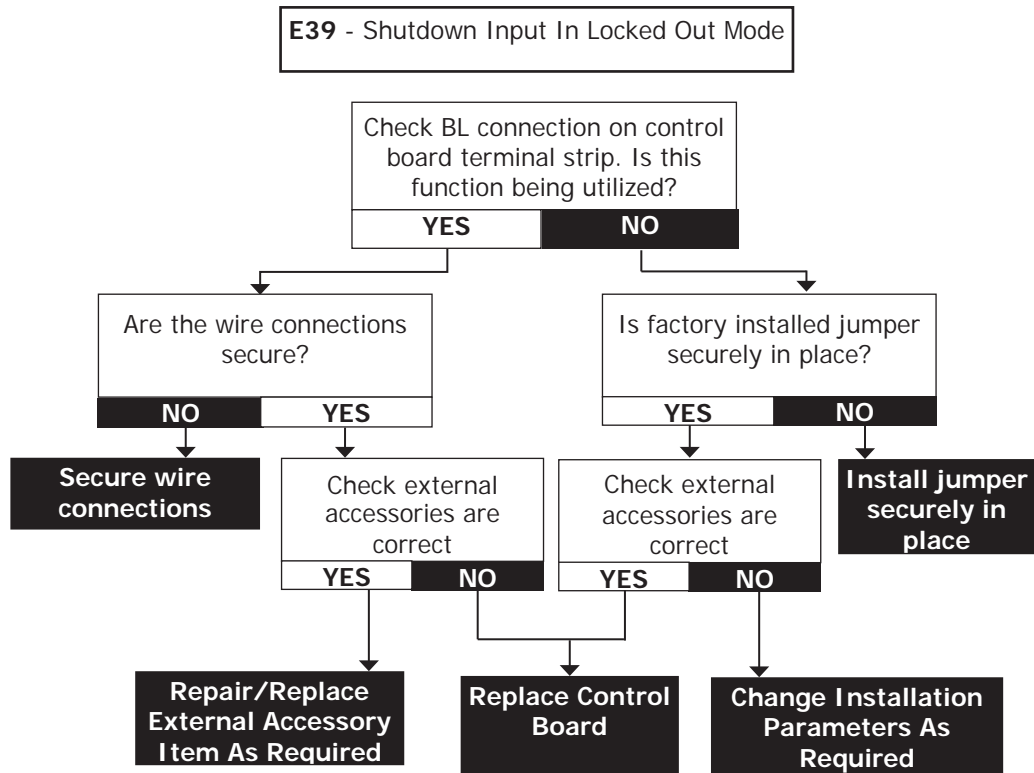 E39 - Shutdown Input In Locked Out Mode
Check BL connection on control
board terminal strip. Is this
function being utilized?
YES
NO
Are the wire connections
secure?
NO
YES
Is factory installed jumper
securely in place?
YES
NO
Secure wire
connections
Check external
accessories are
correct
YES
NO
Check external
accessories are
correct
YES
NO
Install jumper
securely in
place
Repair/Replace
External Accessory
Item As Required
Replace Control
Board
Change Installation
Parameters As
Required